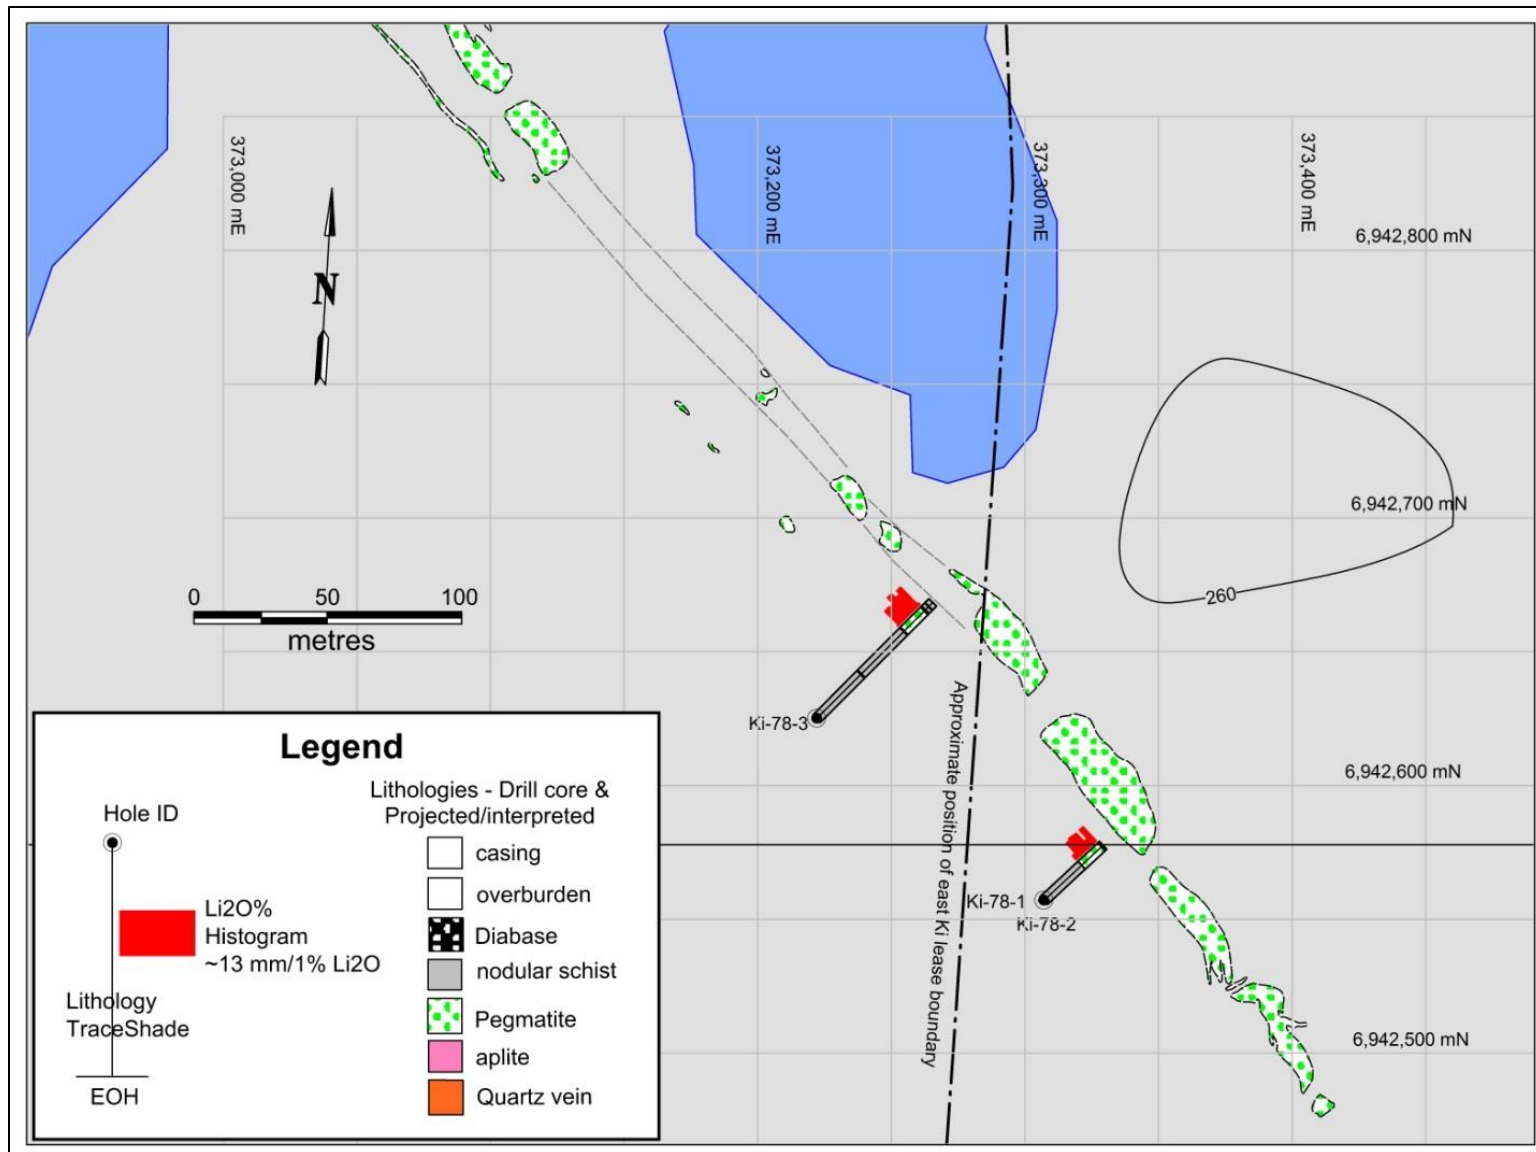 373,000 mE
373,200 mE
373,300 mE
373,400 mE
6,942,800 mN
N
6,942,700 mN
260
0 50 100
metres
Ki-78-3
Approximate position of east Ki lease boundary
6,942,600 mN
Ki-78-1
Ki-78-2
6,942,500 mN
Legend
Hole ID
Li2O%
Histogram
~13 mm/1% Li2O
Lithology
TraceShade
EOH
Lithologies - Drill core &
Projected/interpreted
casing
overburden
Diabase
nodular schist
Pegmatite
aplite
Quartz vein